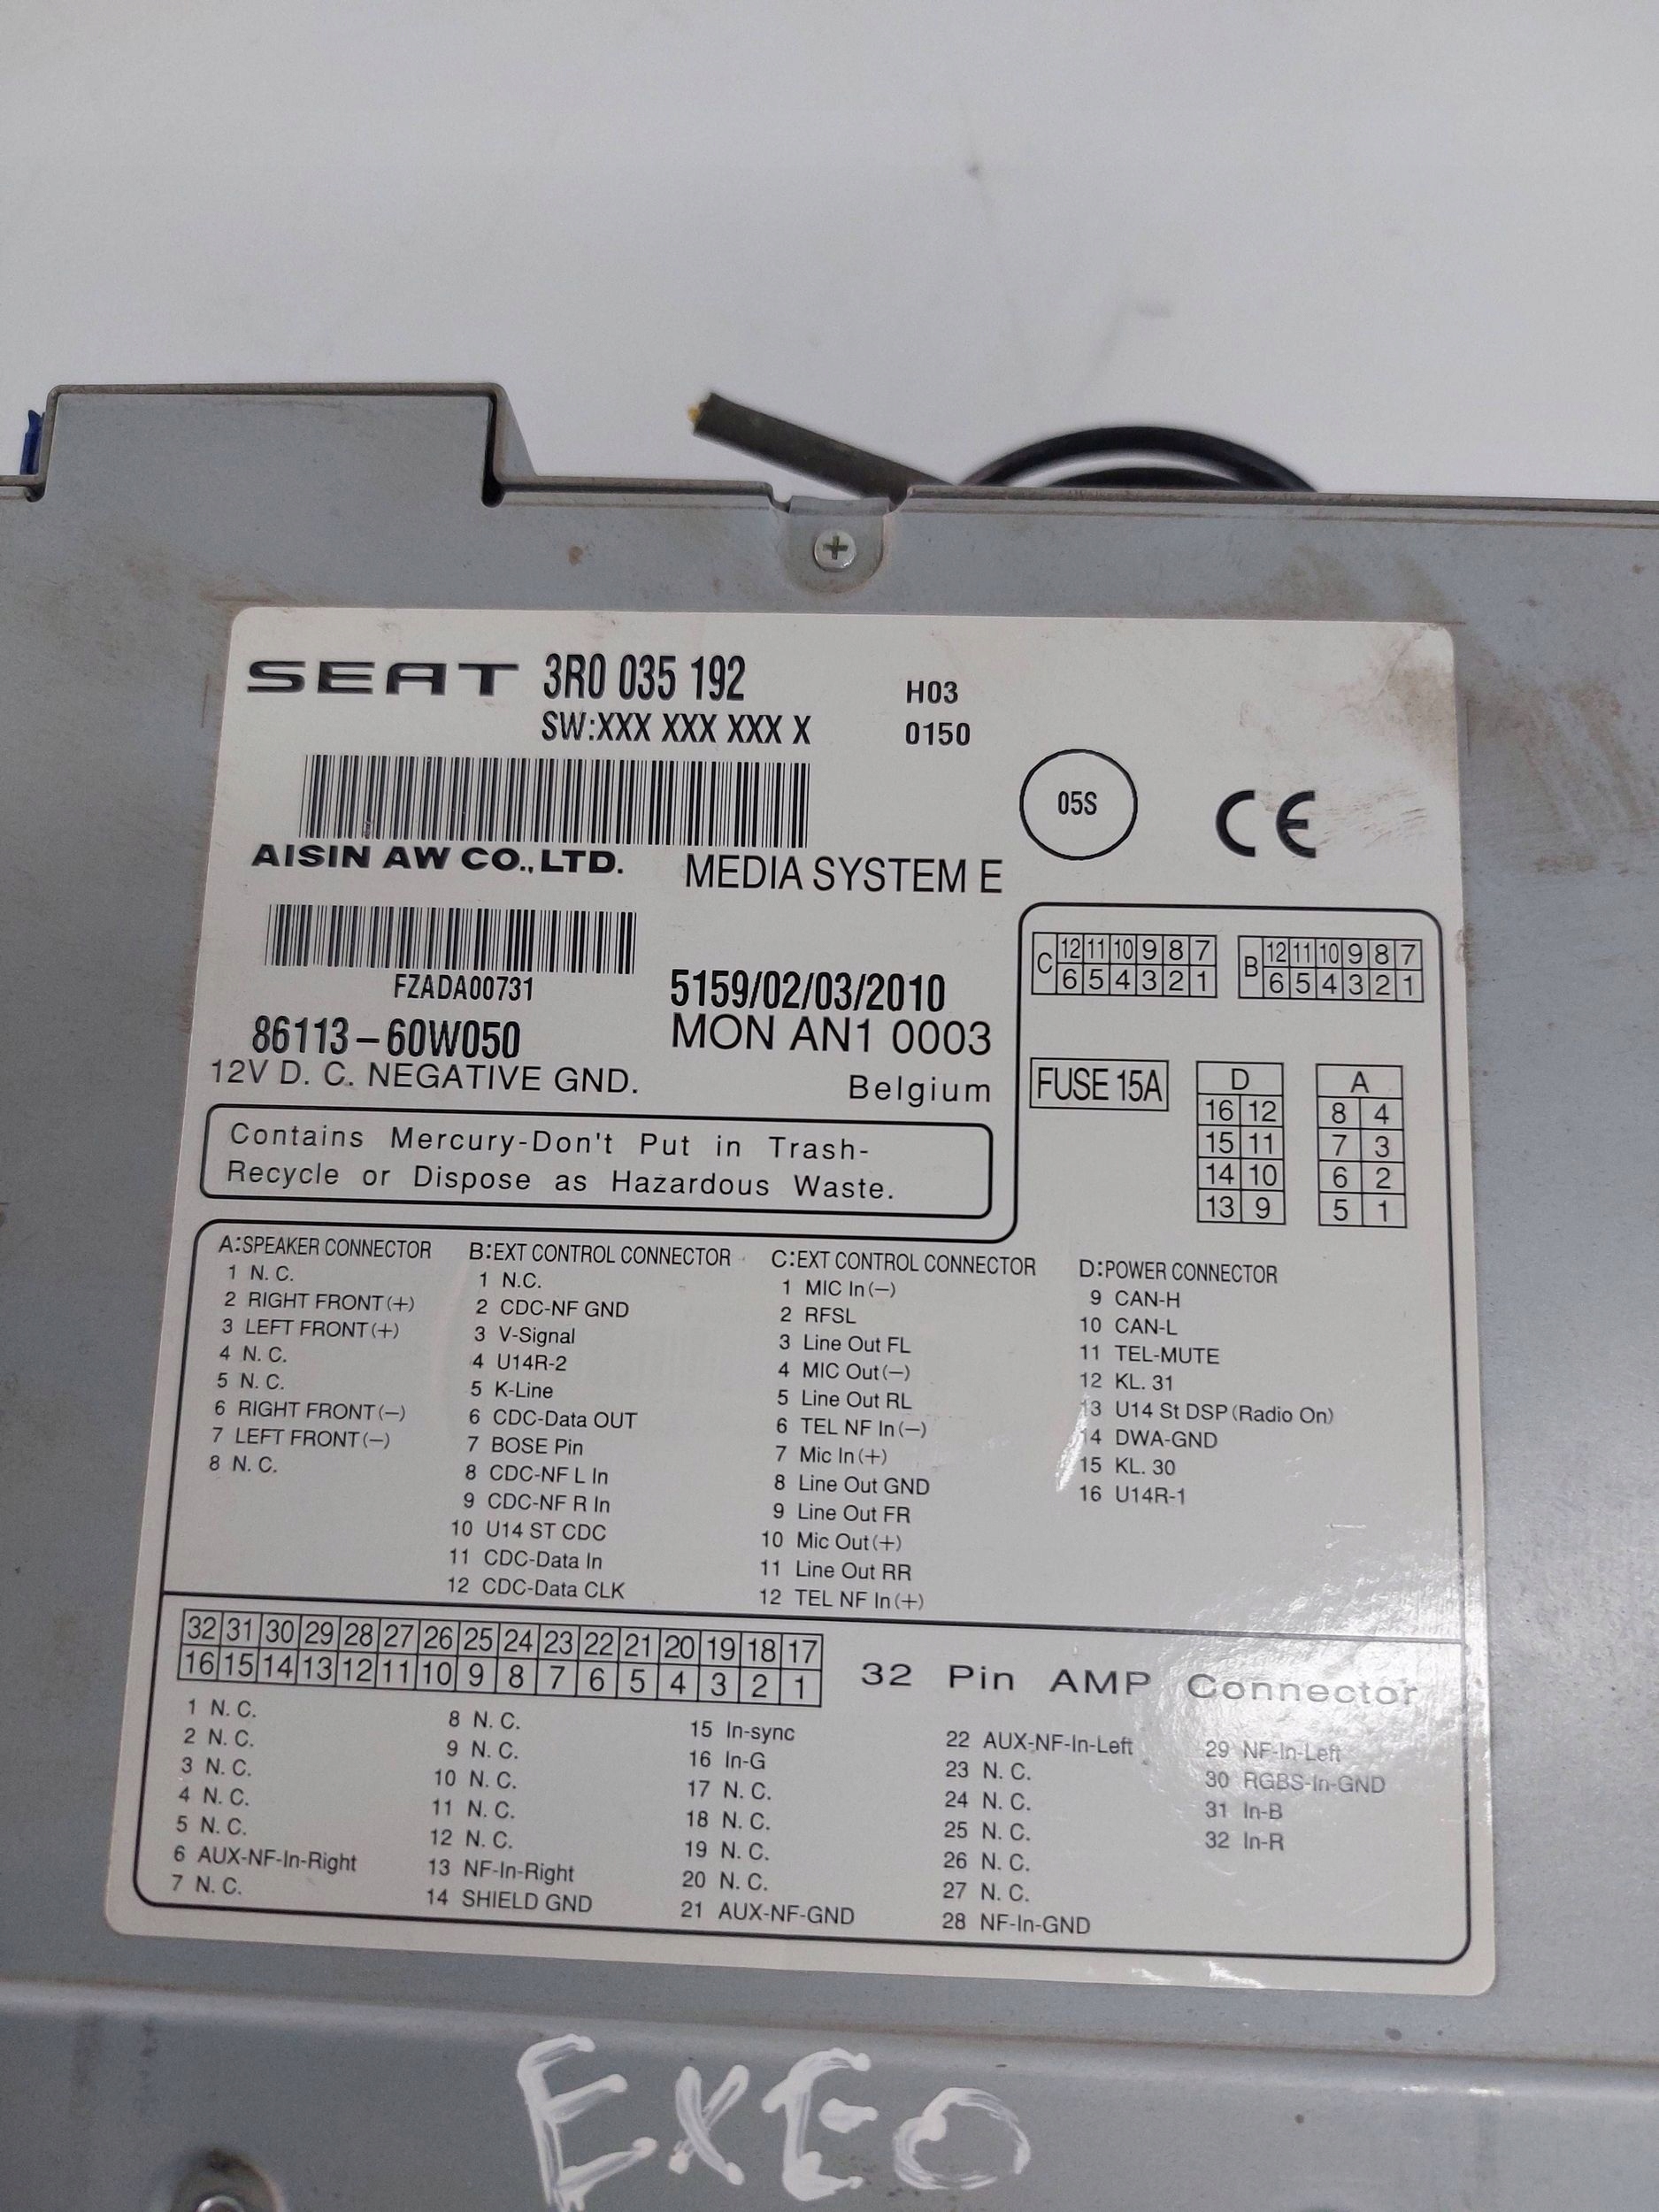 SEAT 3R0 035 192
SW:XXX XXX XXX X
H03
0150
05S
CE
AISIN AW CO.,LTD.
MEDIA SYSTEM E
FZADA00731
86113-60W050
12V D. C. NEGATIVE GND.
5159/02/03/2010
MON AN1 0003
Belgium
C 12 11 10 9 8 7
6 5 4 3 2 1
B 12 11 10 9 8 7
6 5 4 3 2 1
FUSE 15A
D
16 12
15 11
14 10
13 9
A
8 4
7 3
6 2
5 1
Contains Mercury-Don't Put in Trash-
Recycle or Dispose as Hazardous Waste.
A:SPEAKER CONNECTOR
1 N. C.
2 RIGHT FRONT(+)
3 LEFT FRONT(+)
4 N. C.
5 N. C.
6 RIGHT FRONT(−)
7 LEFT FRONT(−)
8 N. C.
B:EXT CONTROL CONNECTOR
1 N.C.
2 CDC-NF GND
3 V-Signal
4 U14R-2
5 K-Line
6 CDC-Data OUT
7 BOSE Pin
8 CDC-NF L In
9 CDC-NF R In
10 U14 ST CDC
11 CDC-Data In
12 CDC-Data CLK
C:EXT CONTROL CONNECTOR
1 MIC In(−)
2 RFSL
3 Line Out FL
4 MIC Out(−)
5 Line Out RL
6 TEL NF In(−)
7 Mic In(+)
8 Line Out GND
9 Line Out FR
10 Mic Out(+)
11 Line Out RR
12 TEL NF In(+)
D:POWER CONNECTOR
9 CAN-H
10 CAN-L
11 TEL-MUTE
12 KL. 31
13 U14 St DSP(Radio On)
14 DWA-GND
15 KL. 30
16 U14R-1
32 31 30 29 28 27 26 25 24 23 22 21 20 19 18 17
16 15 14 13 12 11 10 9 8 7 6 5 4 3 2 1
32 Pin AMP Connector
1 N. C.
2 N. C.
3 N. C.
4 N. C.
5 N. C.
6 AUX-NF-In-Right
7 N. C.
8 N. C.
9 N. C.
10 N. C.
11 N. C.
12 N. C.
13 NF-In-Right
14 SHIELD GND
15 In-sync
16 In-G
17 N. C.
18 N. C.
19 N. C.
20 N. C.
21 AUX-NF-GND
22 AUX-NF-In-Left
23 N. C.
24 N. C.
25 N. C.
26 N. C.
27 N. C.
28 NF-In-GND
29 NF-In-Left
30 RGBS-In-GND
31 In-B
32 In-R
EXEO